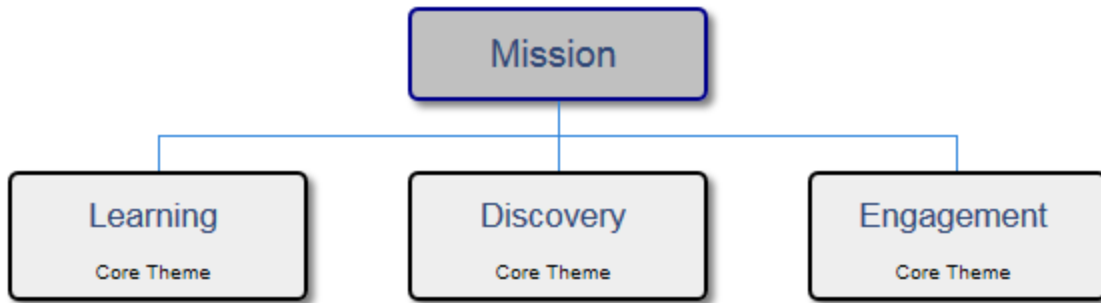 Mission
Learning
Core Theme
Discovery
Core Theme
Engagement
Core Theme